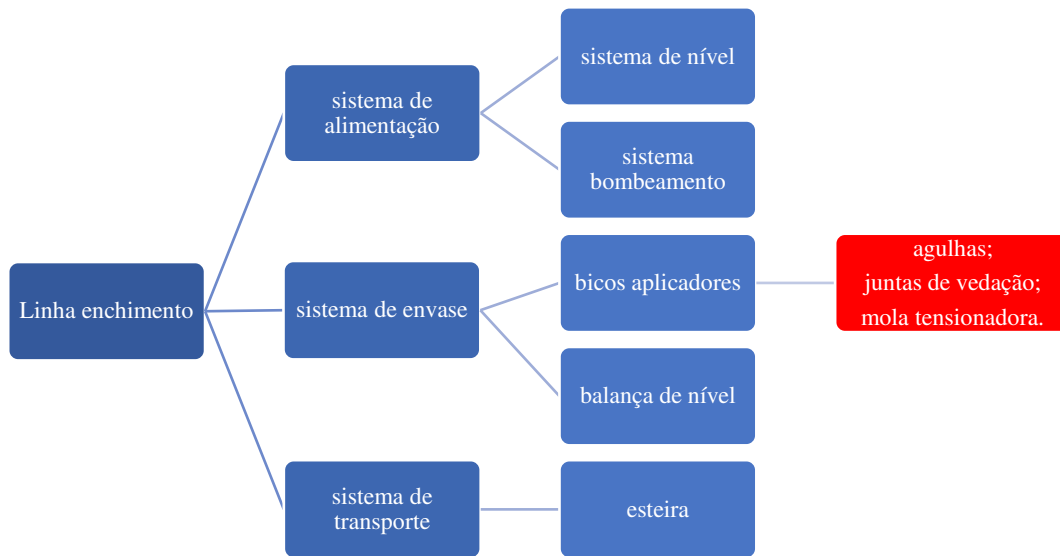 Linha enchimento
sistema de
alimentação
sistema de nível
sistema
bombeamento
sistema de envase
bicos aplicadores
agulhas;
juntas de vedação;
mola tensionadora.
balança de nível
sistema de
transporte
esteira